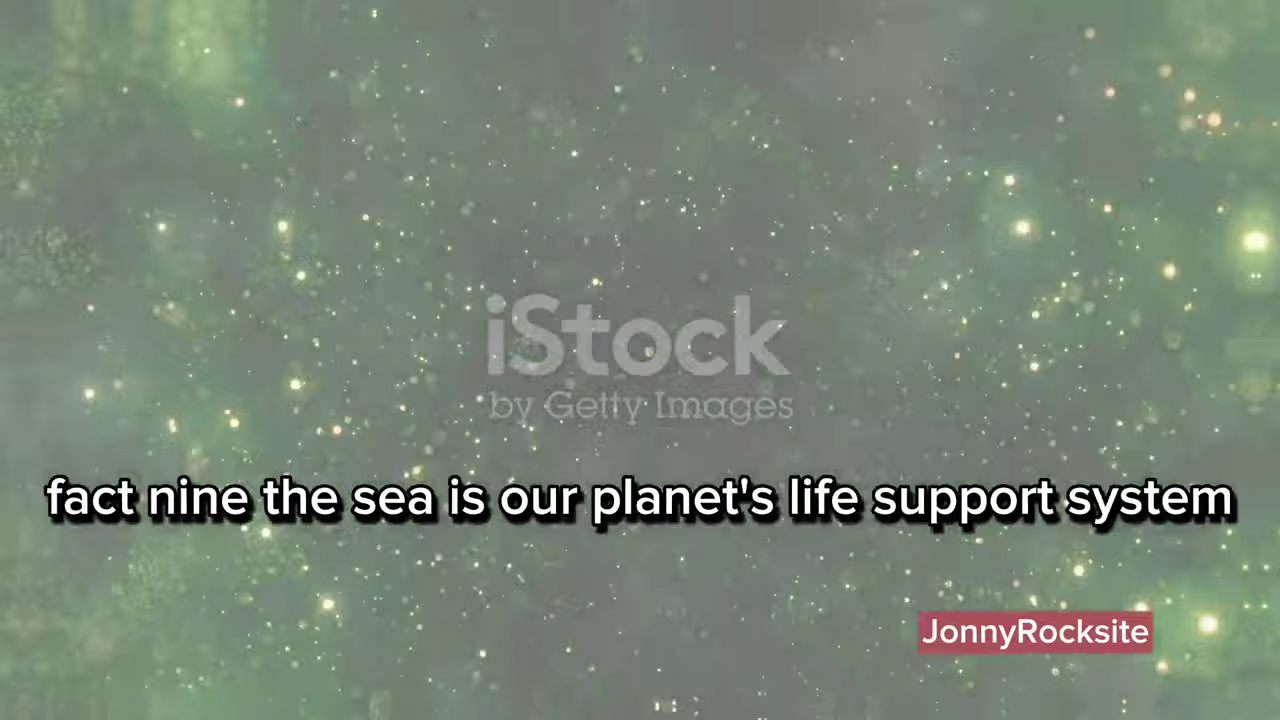 iStock
by Getty Images
fact nine the sea is our planet's life support system
JonnyRocksite